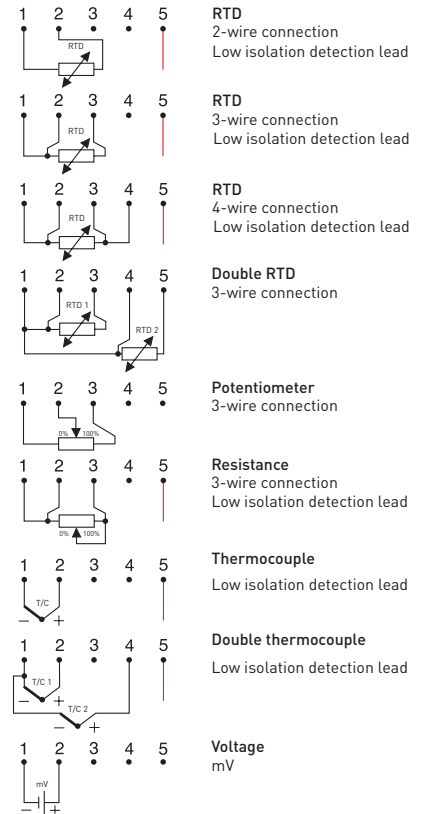 1 2 3 4 5
RTD
RTD
2-wire connection
Low isolation detection lead
1 2 3 4 5
RTD
RTD
3-wire connection
Low isolation detection lead
1 2 3 4 5
RTD
RTD
4-wire connection
Low isolation detection lead
1 2 3 4 5
RTD 1
RTD 2
Double RTD
3-wire connection
1 2 3 4 5
0% 100%
Potentiometer
3-wire connection
1 2 3 4 5
0% 100%
Resistance
3-wire connection
Low isolation detection lead
1 2 3 4 5
T/C
− +
Thermocouple
Low isolation detection lead
1 2 3 4 5
T/C 1
− +
T/C 2
− +
Double thermocouple
Low isolation detection lead
1 2 3 4 5
mV
− +
Voltage
mV